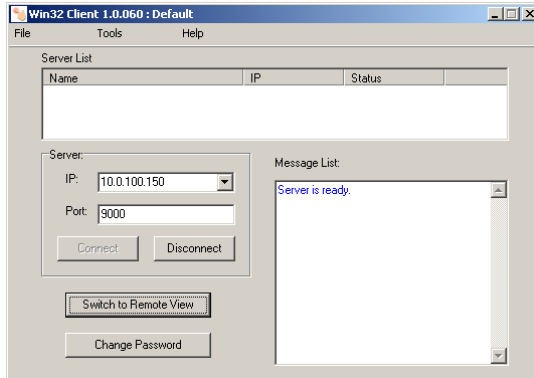 Win32 Client 1.0.060 : Default
File Tools Help
Server List
Name IP Status
Server:
IP: 10.0.100.150
Port: 9000
Connect Disconnect
Switch to Remote View
Change Password
Message List:
Server is ready.